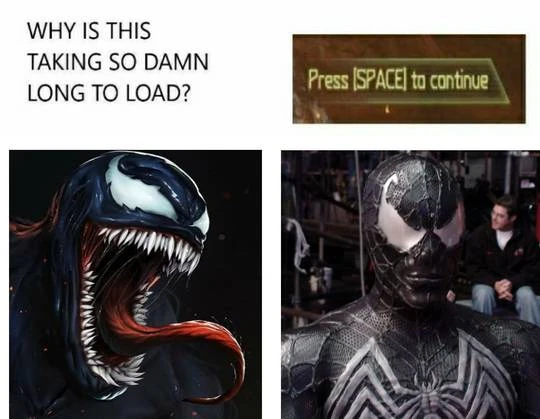 WHY IS THIS
TAKING SO DAMN
LONG TO LOAD?
Press [SPACE] to continue